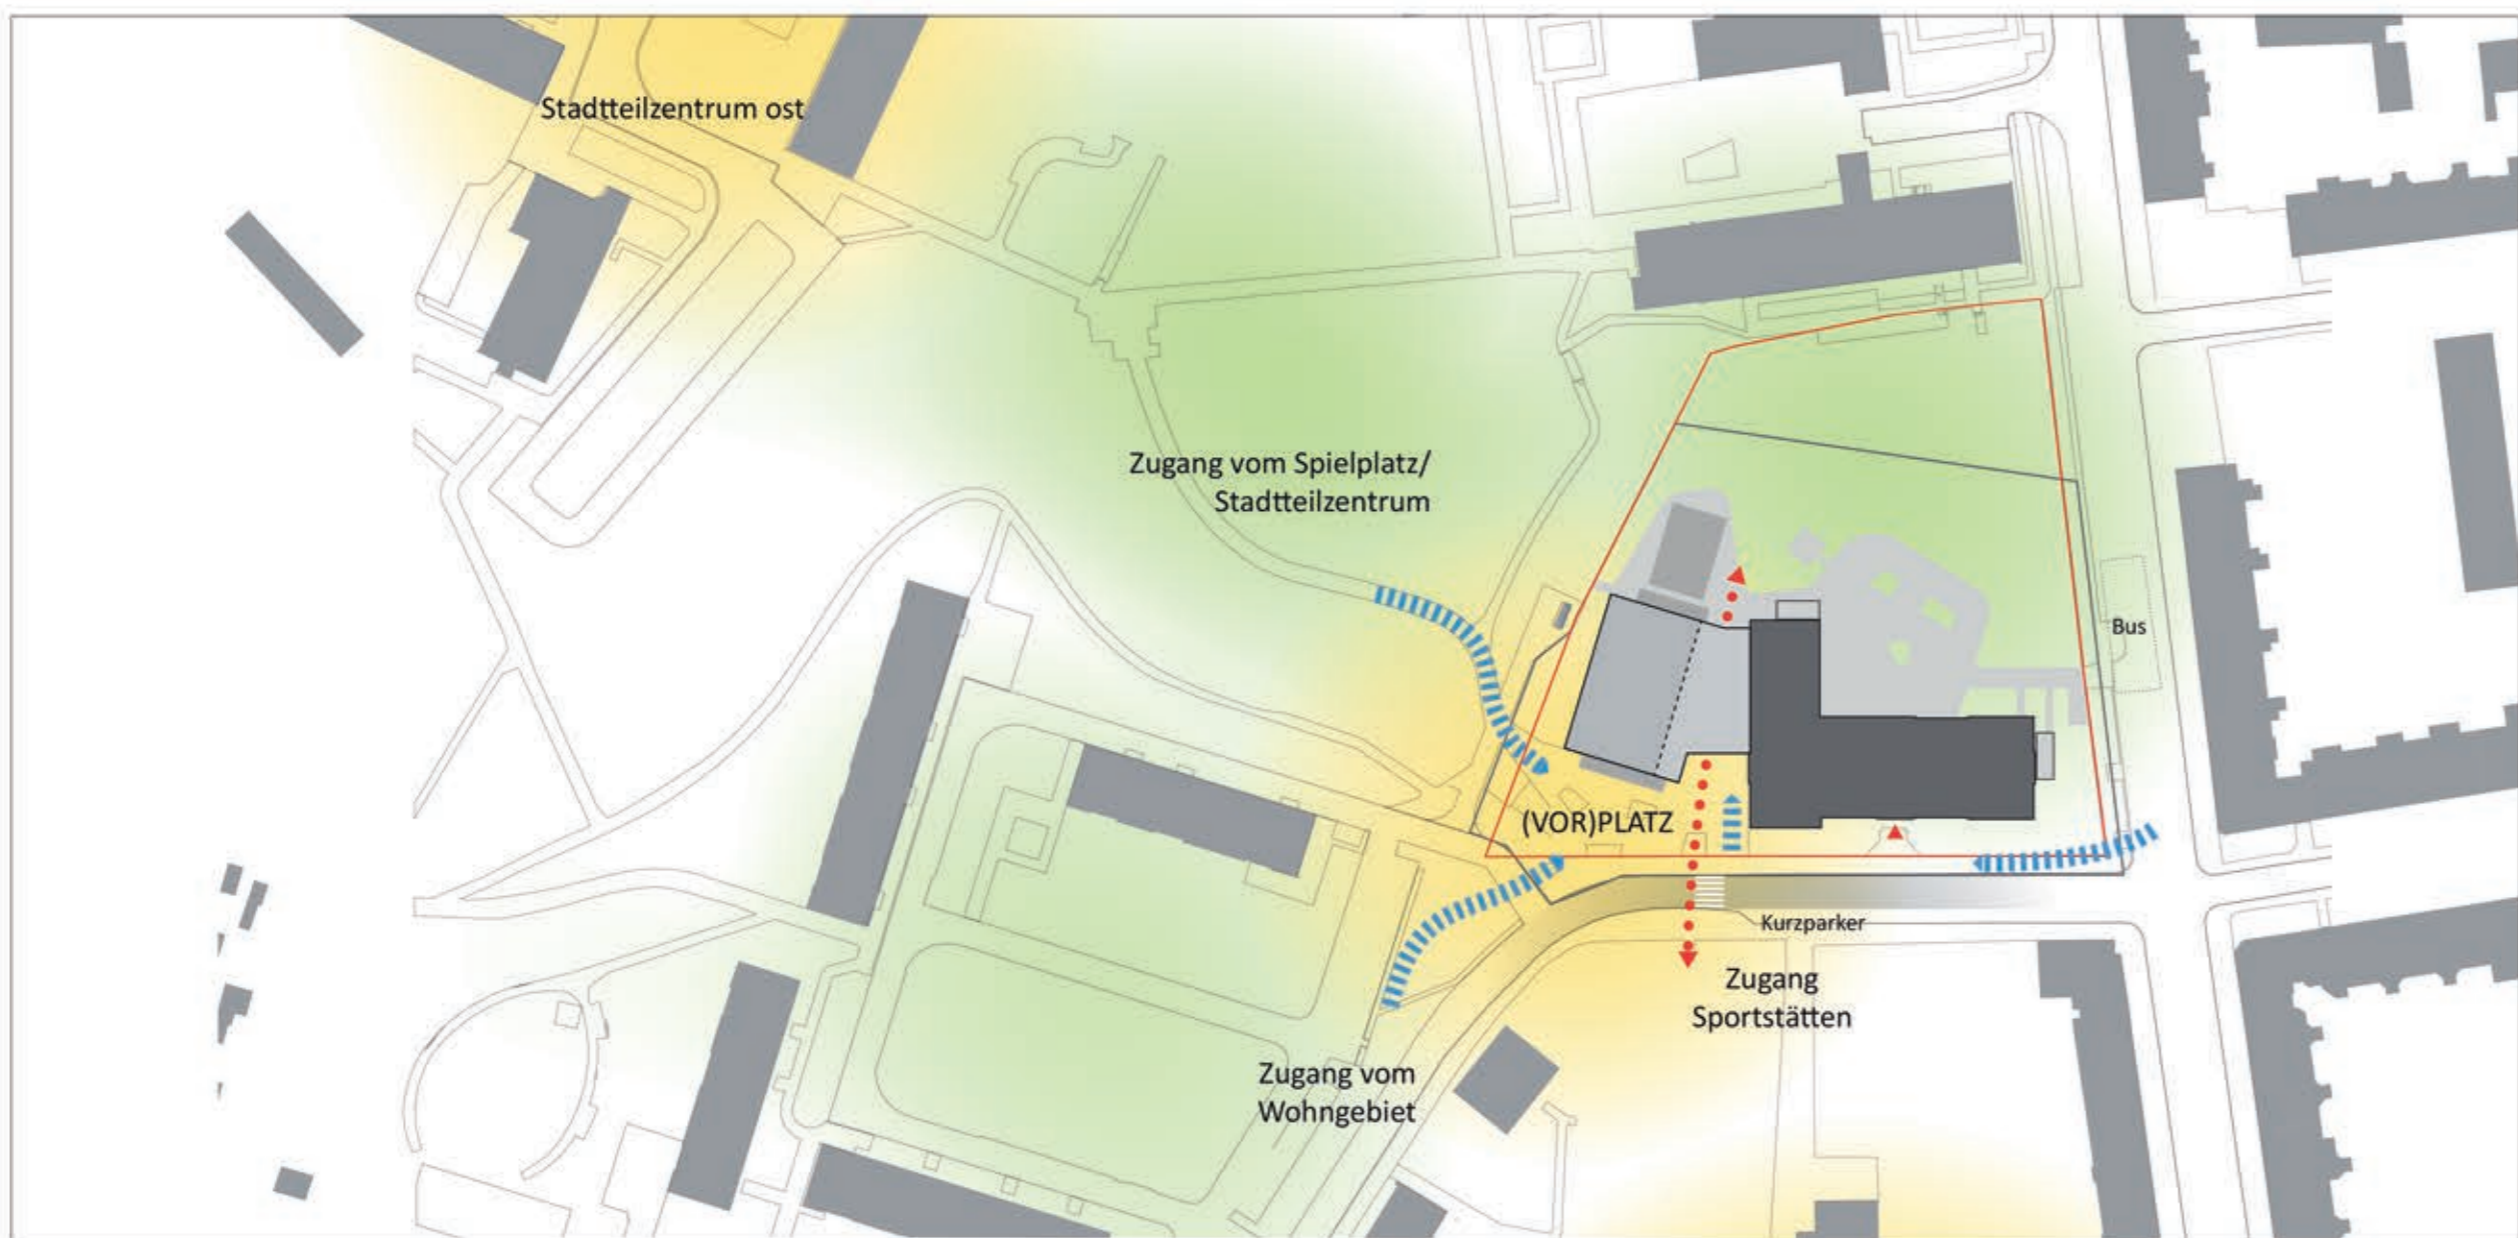 Stadtteilzentrum ost
Zugang vom Spielplatz/
Stadtteilzentrum
Bus
(VOR)PLATZ
Kurzparker
Zugang
Sportstätten
Zugang vom
Wohngebiet